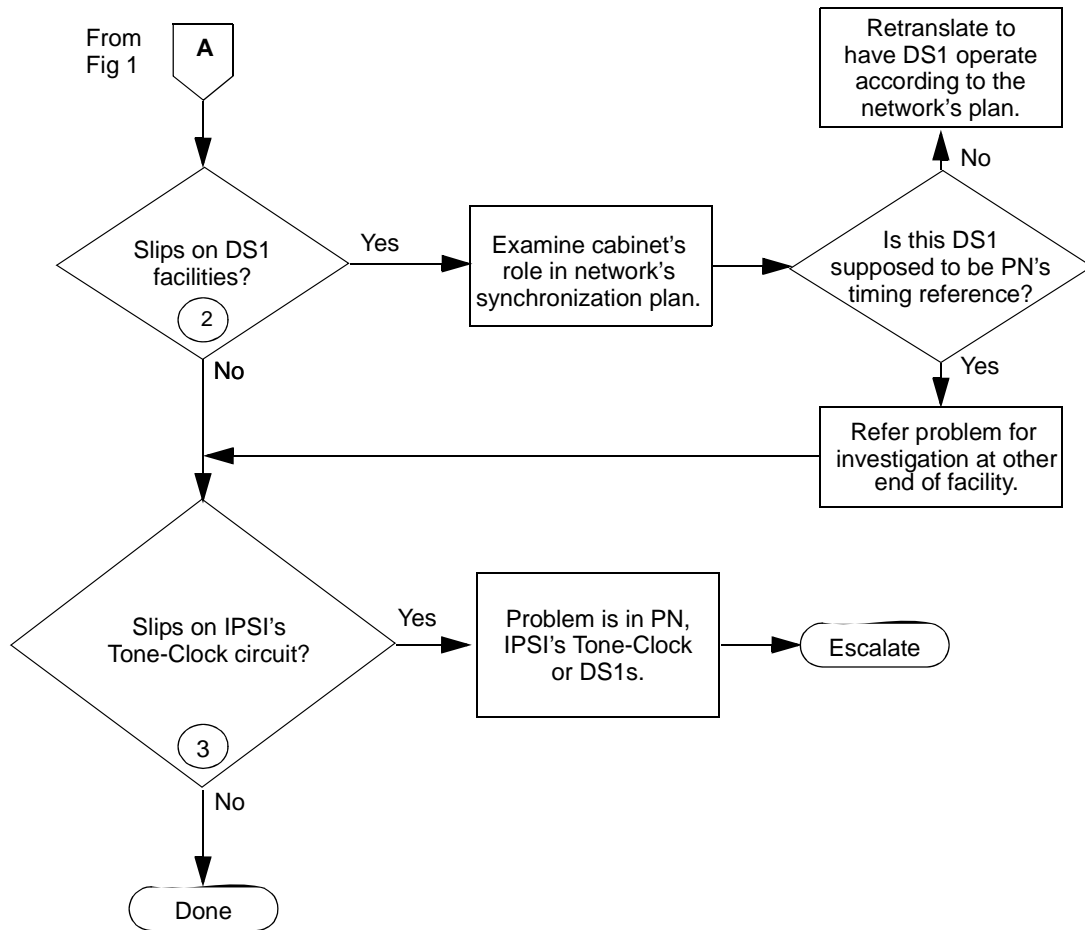 From
Fig 1
A
Retranslate to
have DS1 operate
according to the
network’s plan.
No
Slips on DS1
facilities?
2
Yes
Examine cabinet’s
role in network’s
synchronization plan.
Is this DS1
supposed to be PN’s
timing reference?
No
Yes
Refer problem for
investigation at other
end of facility.
Slips on IPSI’s
Tone-Clock circuit?
3
Yes
Problem is in PN,
IPSI’s Tone-Clock
or DS1s.
Escalate
No
Done